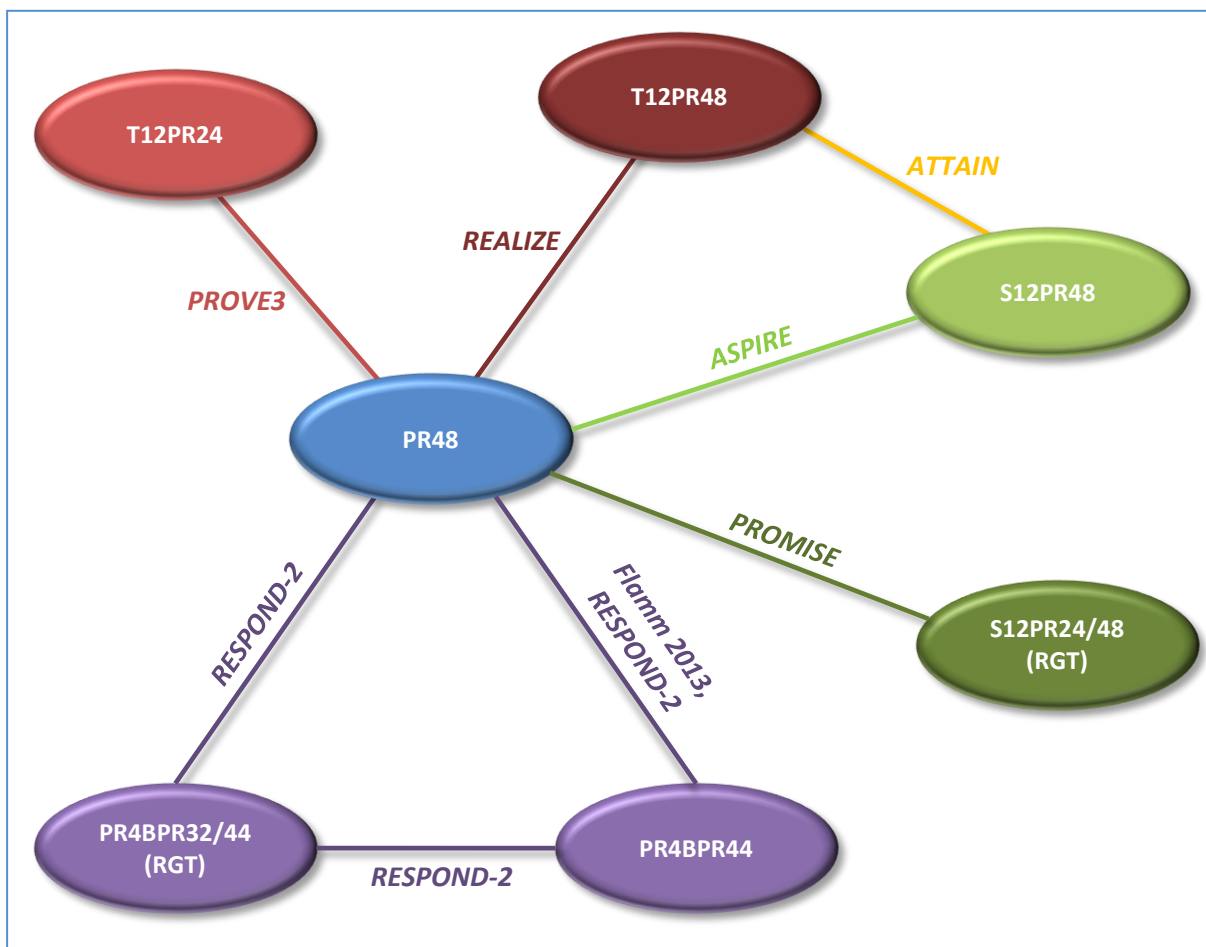 T12PR48
T12PR24
ATTAIN
REALIZE
S12PR48
PROVE3
ASPIRE
PR48
PROMISE
RESPOND-2
Flamm 2013,
RESPOND-2
S12PR24/48
(RGT)
PR4BPR32/44
(RGT)
PR4BPR44
RESPOND-2